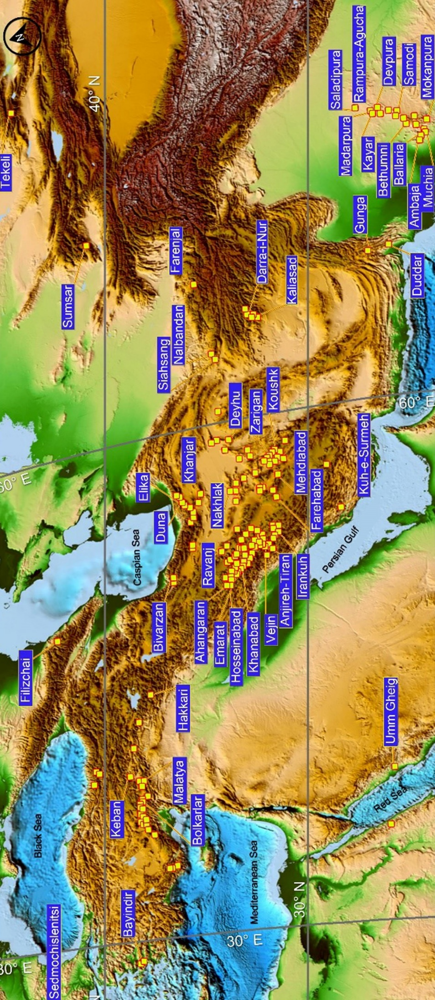 N
Tekeli
40° N
Saladipura
Rampura-Agucha
Devpura
Samodi
Mokanpura
Madarpura
Kayar
Bethumni
Ballaria
Ambaja
Muchia
Gunga
Duddar
Sumsar
Farenjal
Darra-i-Nur
Kaliasad
Siahsang
Nalbandan
Deyhu
Zarigan
Koushk
60° E
60° E
Elika
Khanjar
Duna
Nakhlak
Mehdiabad
Farehabad
Kuh-e-Surmeh
Caspian Sea
Persian Gulf
Ravanj
Bivarzan
Ahangaran
Emarat
Hosseinabad
Khanabad
Vejin
Anjireh-Tiran
Irankuh
Filizchai
Hakkari
Umm Gheig
Black Sea
Keban
Malatya
Bolkarlar
Red Sea
Mediterranean Sea
Bayindir
30° N
30° E
30° E
Sedmochislenitsi
N